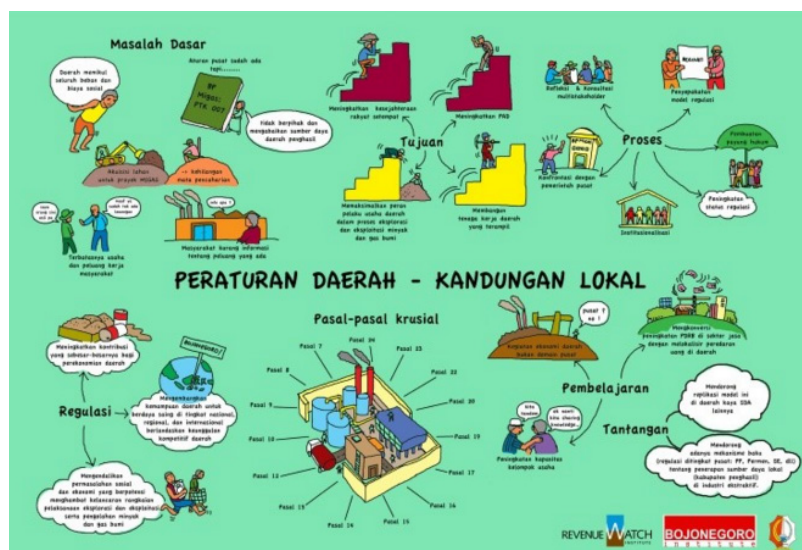 Masalah Dasar
Daerah memikul
seluruh beban dan
biaya sosial
Aturan pusat sudah ada
tapi.......
BP
Migas:
PTK 007
tidak berpihak dan
mengabaikan sumber daya
daerah penghasil
Akuisisi lahan
untuk proyek MIGAS
-> kehilangan
mata pencaharian
Terbatasnya usaha
dan peluang kerja
masyarakat
ada apa ?
Masyarakat kurang informasi
tentang peluang yang ada
Meningkatkan kesejahteraan
rakyat setempat
Meningkatkan PAD
Tujuan
Memaksimalkan peran
pelaku usaha daerah
dalam proses eksplorasi
dan eksploitasi minyak
dan gas bumi
Membangun
tenaga kerja daerah
yang terampil
Refleksi & Konsultasi
multistakeholder
Penyepakatan
model regulasi
Proses
Konfrontasi dengan
pemerintah pusat
Pembuatan
payung hukum
Institusionalisasi
Peningkatan
status regulasi
PERATURAN DAERAH - KANDUNGAN LOKAL
Meningkatkan kontribusi
yang sebesar-besarnya bagi
perekonomian daerah
BOJONEGORO!
Regulasi
Mengembangkan
kemampuan daerah untuk
berdaya saing di tingkat nasional,
regional, dan internasional
berlandaskan keunggulan
kompetitif daerah
Mengendalikan
permasalahan sosial
dan ekonomi yang berpotensi
menghambat kelancaran rangkaian
pelaksanaan eksplorasi dan eksploitasi
serta pengolahan minyak
dan gas bumi
Pasal-pasal krusial
Pasal 7
Pasal 24
Pasal 23
Pasal 8
Pasal 22
Pasal 9
Pasal 20
Pasal 10
Pasal 19
Pasal 12
Pasal 17
Pasal 13
Pasal 16
Pasal 14
Pasal 15
pusat ?
no !
bukan domain pusat
Mengkonversi
peningkatan PDRB di sektor jasa
dengan melokalisir peredaran
uang di daerah
Pembelajaran
Peningkatan kapasitas
kelompok usaha
Tantangan
Mendorong
replikasi model ini
di daerah kaya SDA
lainnya
Mendorong
adanya mekanisme baku
(regulasi ditingkat pusat: PP, Permen, SE, dll)
tentang penerapan sumber daya lokal
(kabupaten penghasil)
di industri ekstraktif.
REVENUE WATCH
INSTITUTE
BOJONEGORO
institute